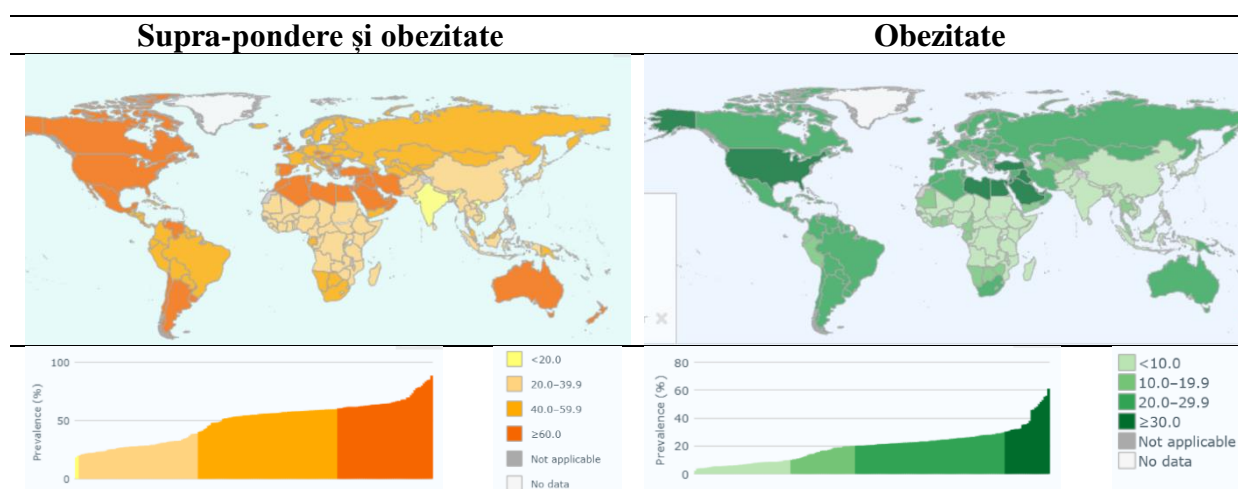 Supra-pondere și obezitate
Obezitate
100
50
0
Prevalence (%)
<20.0
20.0–39.9
40.0–59.9
≥60.0
Not applicable
No data
80
60
40
20
0
Prevalence (%)
<10.0
10.0–19.9
20.0–29.9
≥30.0
Not applicable
No data